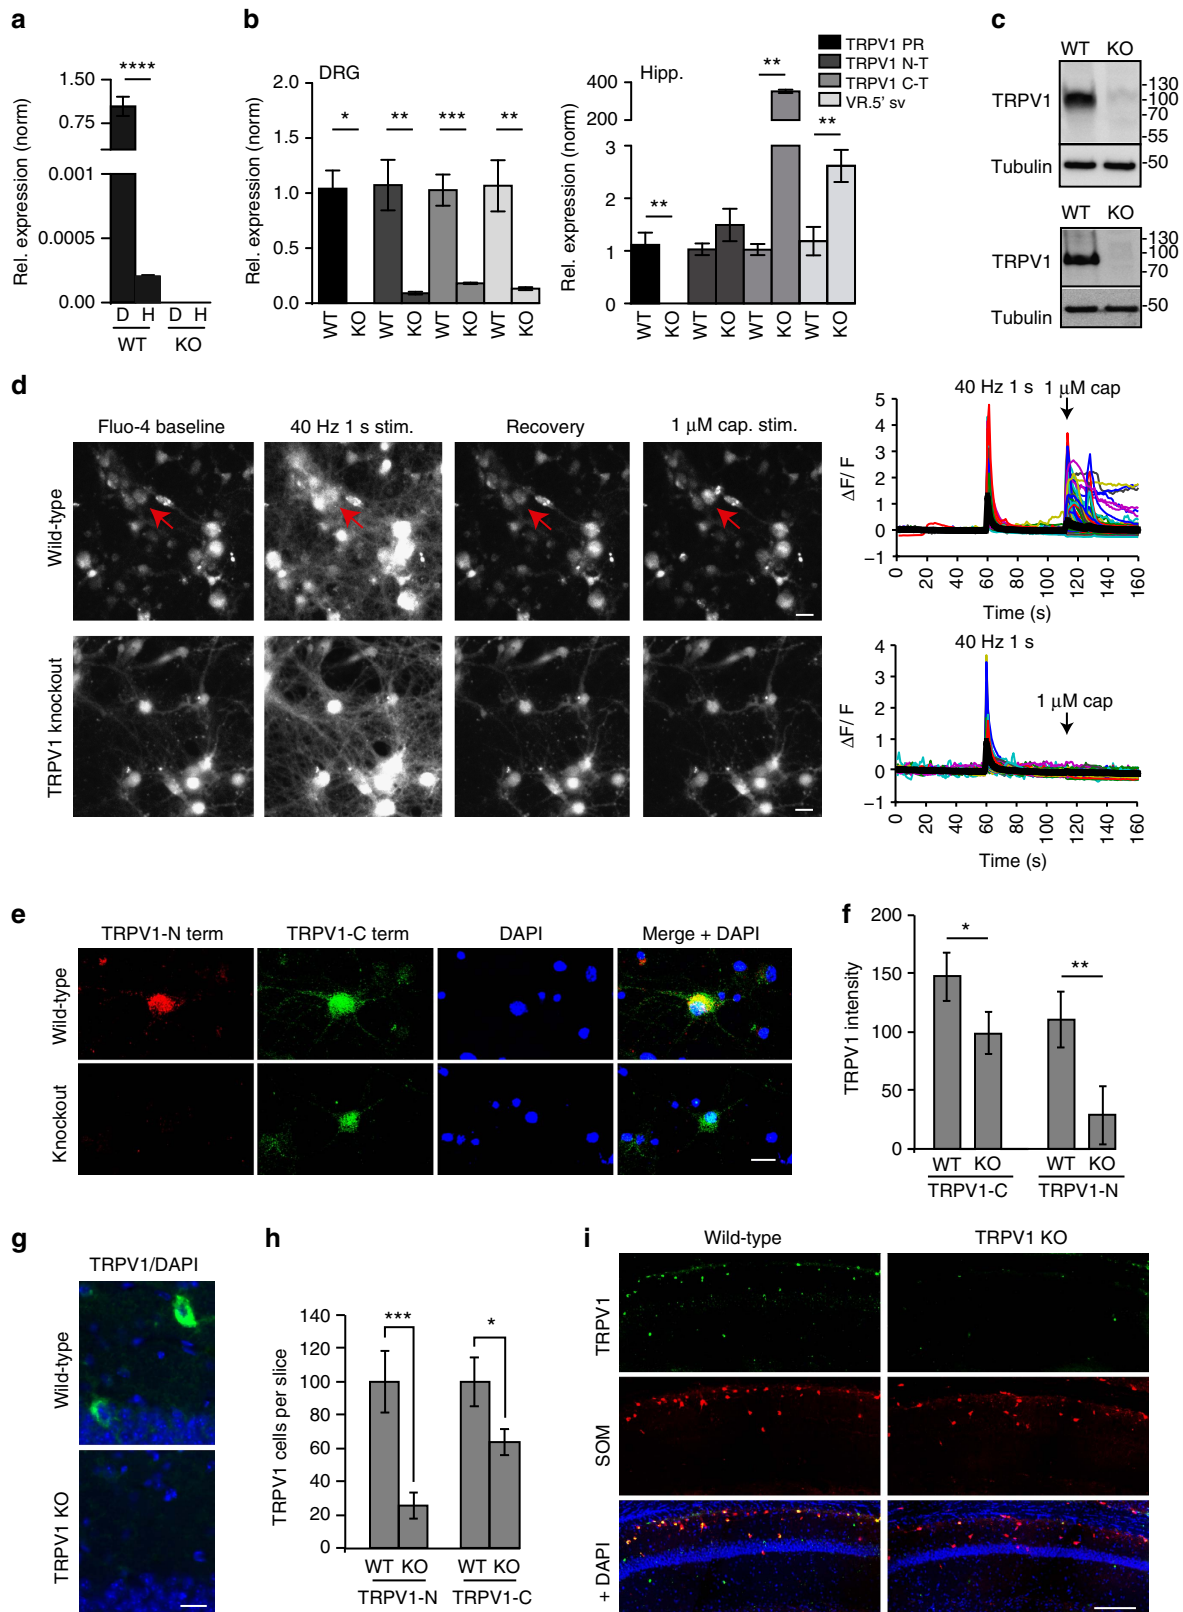 a
****
1.50
0.75
0.001
0.0005
0.00
Rel. expression (norm)
D H D H
WT KO
b
DRG
2.0
1.5
1.0
0.5
0.0
Rel. expression (norm)
* ** *** **
WT KO WT KO WT KO WT KO
Hipp.
400
200
3
2
1
0
Rel. expression (norm)
** ** **
WT KO WT KO WT KO WT KO
TRPV1 PR
TRPV1 N-T
TRPV1 C-T
VR.5' sv
c
WT KO
TRPV1
-130
-100
-70
-55
Tubulin
-50
WT KO
TRPV1
-130
-100
-70
Tubulin
-50
d
Fluo-4 baseline 40 Hz 1 s stim. Recovery 1 μM cap. stim.
Wild-type
TRPV1 knockout
40 Hz 1 s 1 μM cap
5
4
3
2
1
0
−1
ΔF/ F
0 20 40 60 80 100 120 140 160
Time (s)
40 Hz 1 s
1 μM cap
4
3
2
1
0
−1
ΔF/ F
0 20 40 60 80 100 120 140 160
Time (s)
e
TRPV1-N term TRPV1-C term DAPI Merge + DAPI
Wild-type
Knockout
f
200
150
100
50
0
TRPV1 intensity
* **
WT KO WT KO
TRPV1-C TRPV1-N
g
TRPV1/DAPI
Wild-type
TRPV1 KO
h
140
120
100
80
60
40
20
0
TRPV1 cells per slice
*** *
WT KO WT KO
TRPV1-N TRPV1-C
i
Wild-type TRPV1 KO
TRPV1
SOM
+ DAPI